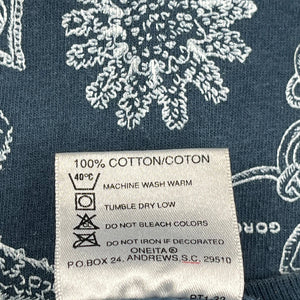 100% COTTON/COTON
40°C
MACHINE WASH WARM
TUMBLE DRY LOW
DO NOT BLEACH COLORS
DO NOT IRON IF DECORATED
ONEITA®
P.O.BOX 24, ANDREWS,S.C. 29510
GOR